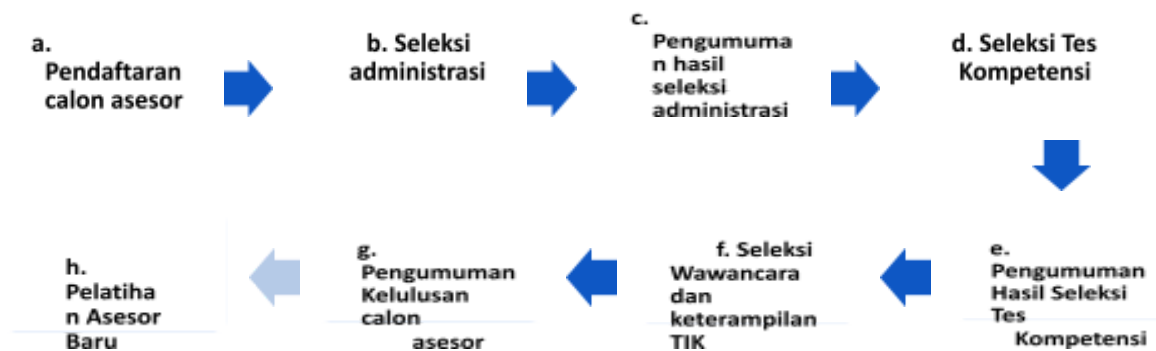 a.
Pendaftaran
calon asesor
b. Seleksi
administrasi
c.
Pengumuma
n hasil
seleksi
administrasi
d. Seleksi Tes
Kompetensi
e.
Pengumuman
Hasil Seleksi
Tes
Kompetensi
f. Seleksi
Wawancara
dan
keterampilan
TIK
g.
Pengumuman
Kelulusan
calon
asesor
h.
Pelatiha
n Asesor
Baru